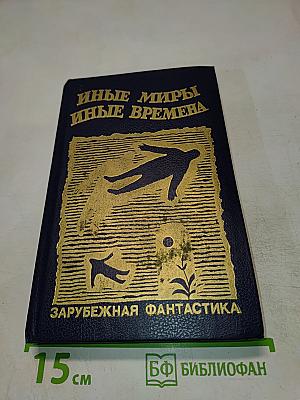 ИНЫЕ МИРЫ
ИНЫЕ ВРЕМЕНА
ЗАРУБЕЖНАЯ ФАНТАСТИКА
15 см
БФ БИБЛИОФАН